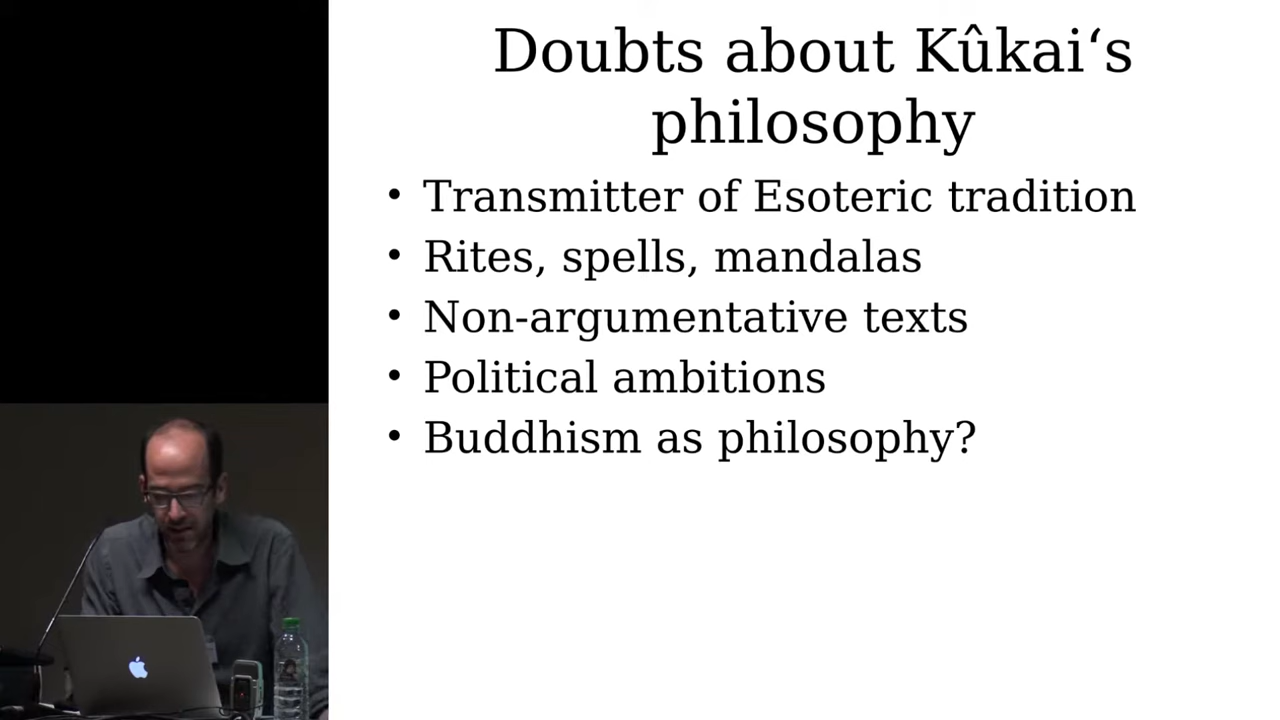 Doubts about Kûkai‘s
philosophy
• Transmitter of Esoteric tradition
• Rites, spells, mandalas
• Non-argumentative texts
• Political ambitions
• Buddhism as philosophy?